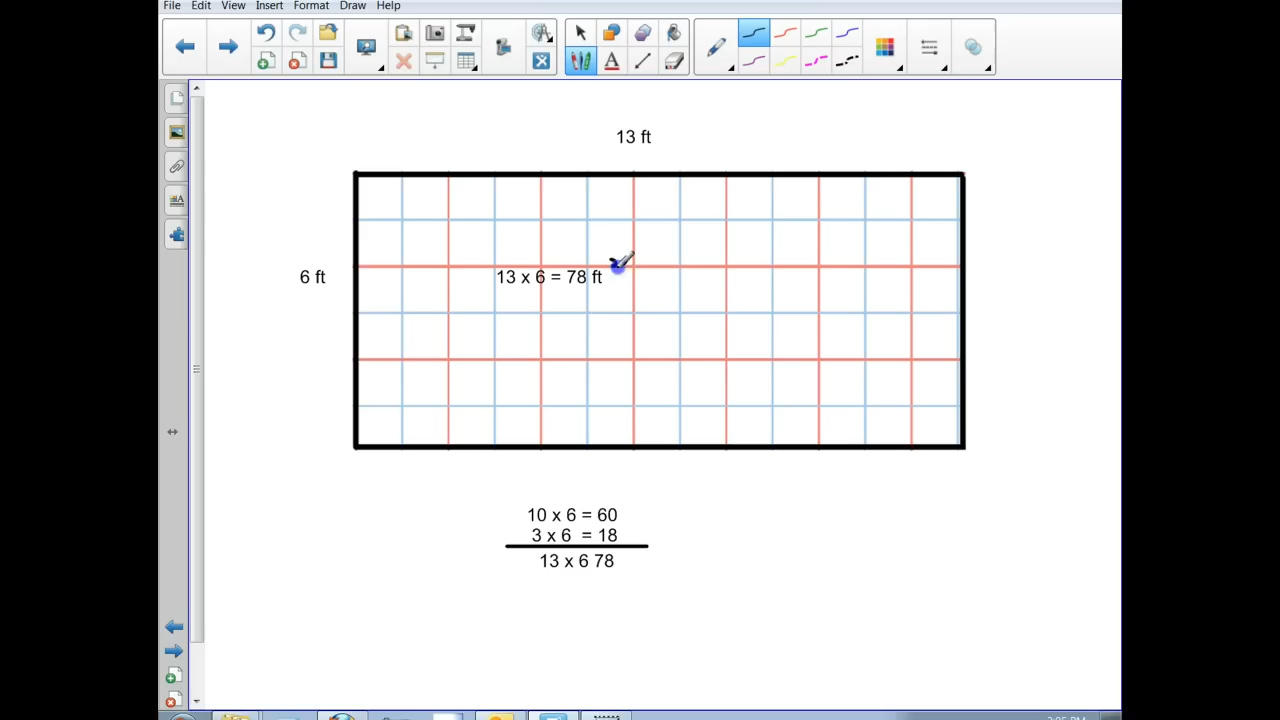 File Edit View Insert Format Draw Help
13 ft
6 ft
13 x 6 = 78 ft
10 x 6 = 60
3 x 6 = 18
13 x 6 78